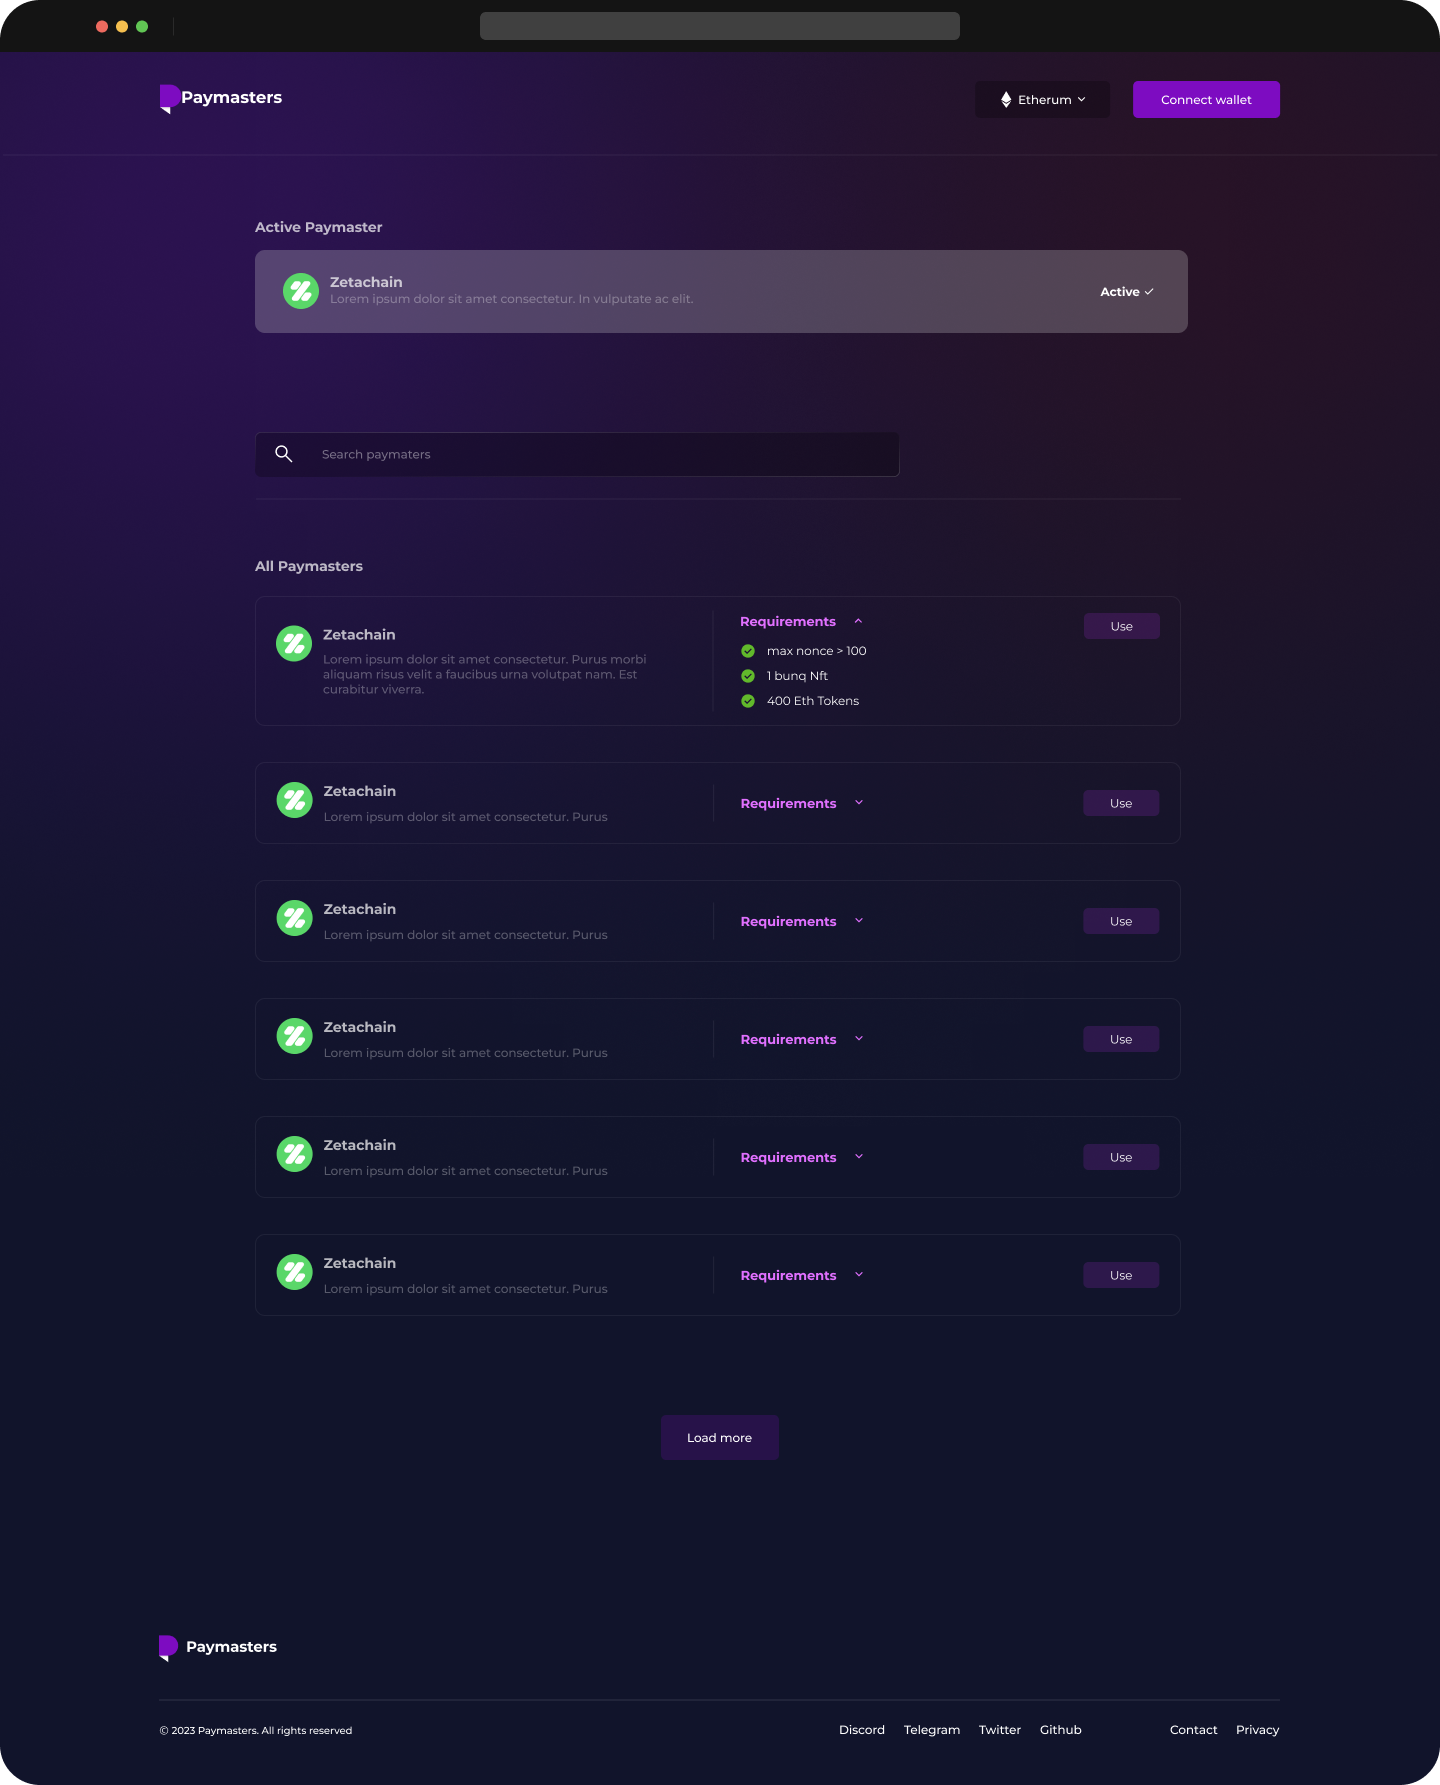 Paymasters
Etherum
Connect wallet
Active Paymaster
Zetachain
Lorem ipsum dolor sit amet consectetur. In vulputate ac elit.
Active
Search paymaters
All Paymasters
Zetachain
Lorem ipsum dolor sit amet consectetur. Purus morbi
aliquam risus velit a faucibus urna volutpat nam. Est
curabitur viverra.
Requirements
max nonce > 100
1 bunq Nft
400 Eth Tokens
Use
Zetachain
Lorem ipsum dolor sit amet consectetur. Purus
Requirements
Use
Zetachain
Lorem ipsum dolor sit amet consectetur. Purus
Requirements
Use
Zetachain
Lorem ipsum dolor sit amet consectetur. Purus
Requirements
Use
Zetachain
Lorem ipsum dolor sit amet consectetur. Purus
Requirements
Use
Zetachain
Lorem ipsum dolor sit amet consectetur. Purus
Requirements
Use
Load more
Paymasters
© 2023 Paymasters. All rights reserved
Discord
Telegram
Twitter
Github
Contact
Privacy